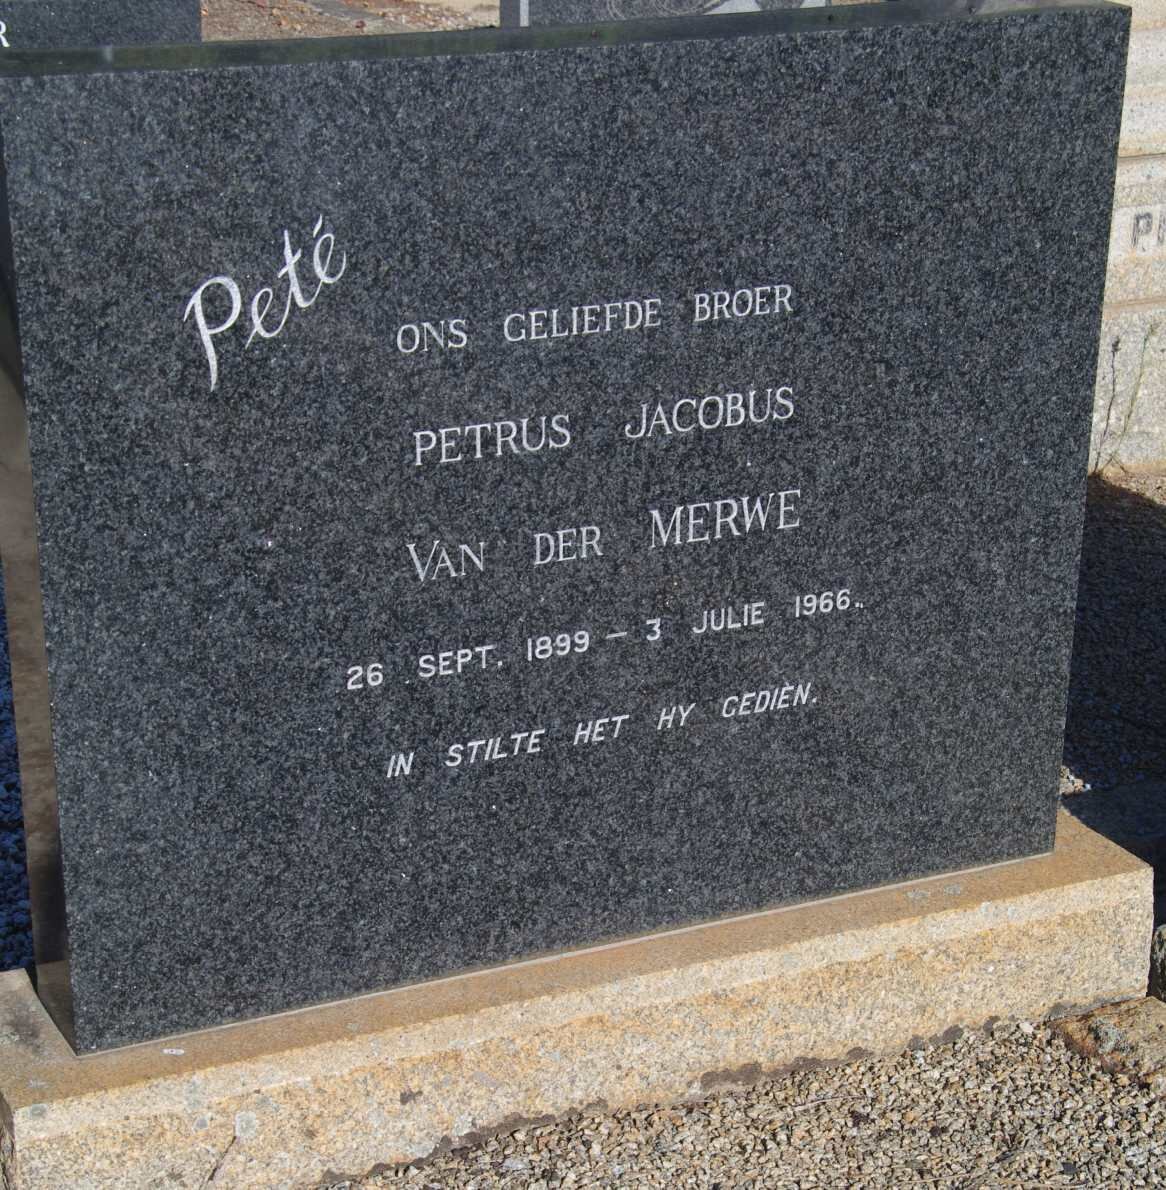 Peté
ONS GELIEFDE BROER
PETRUS JACOBUS
VAN DER MERWE
26 SEPT. 1899 – 3 JULIE 1966.
IN STILTE HET HY GEDIEN.